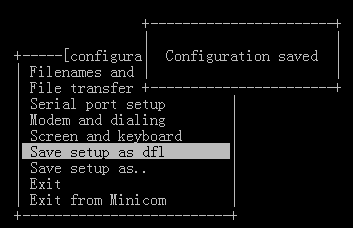 [configura
Configuration saved
Filenames and
File transfer
Serial port setup
Modem and dialing
Screen and keyboard
Save setup as dfl
Save setup as..
Exit
Exit from Minicom